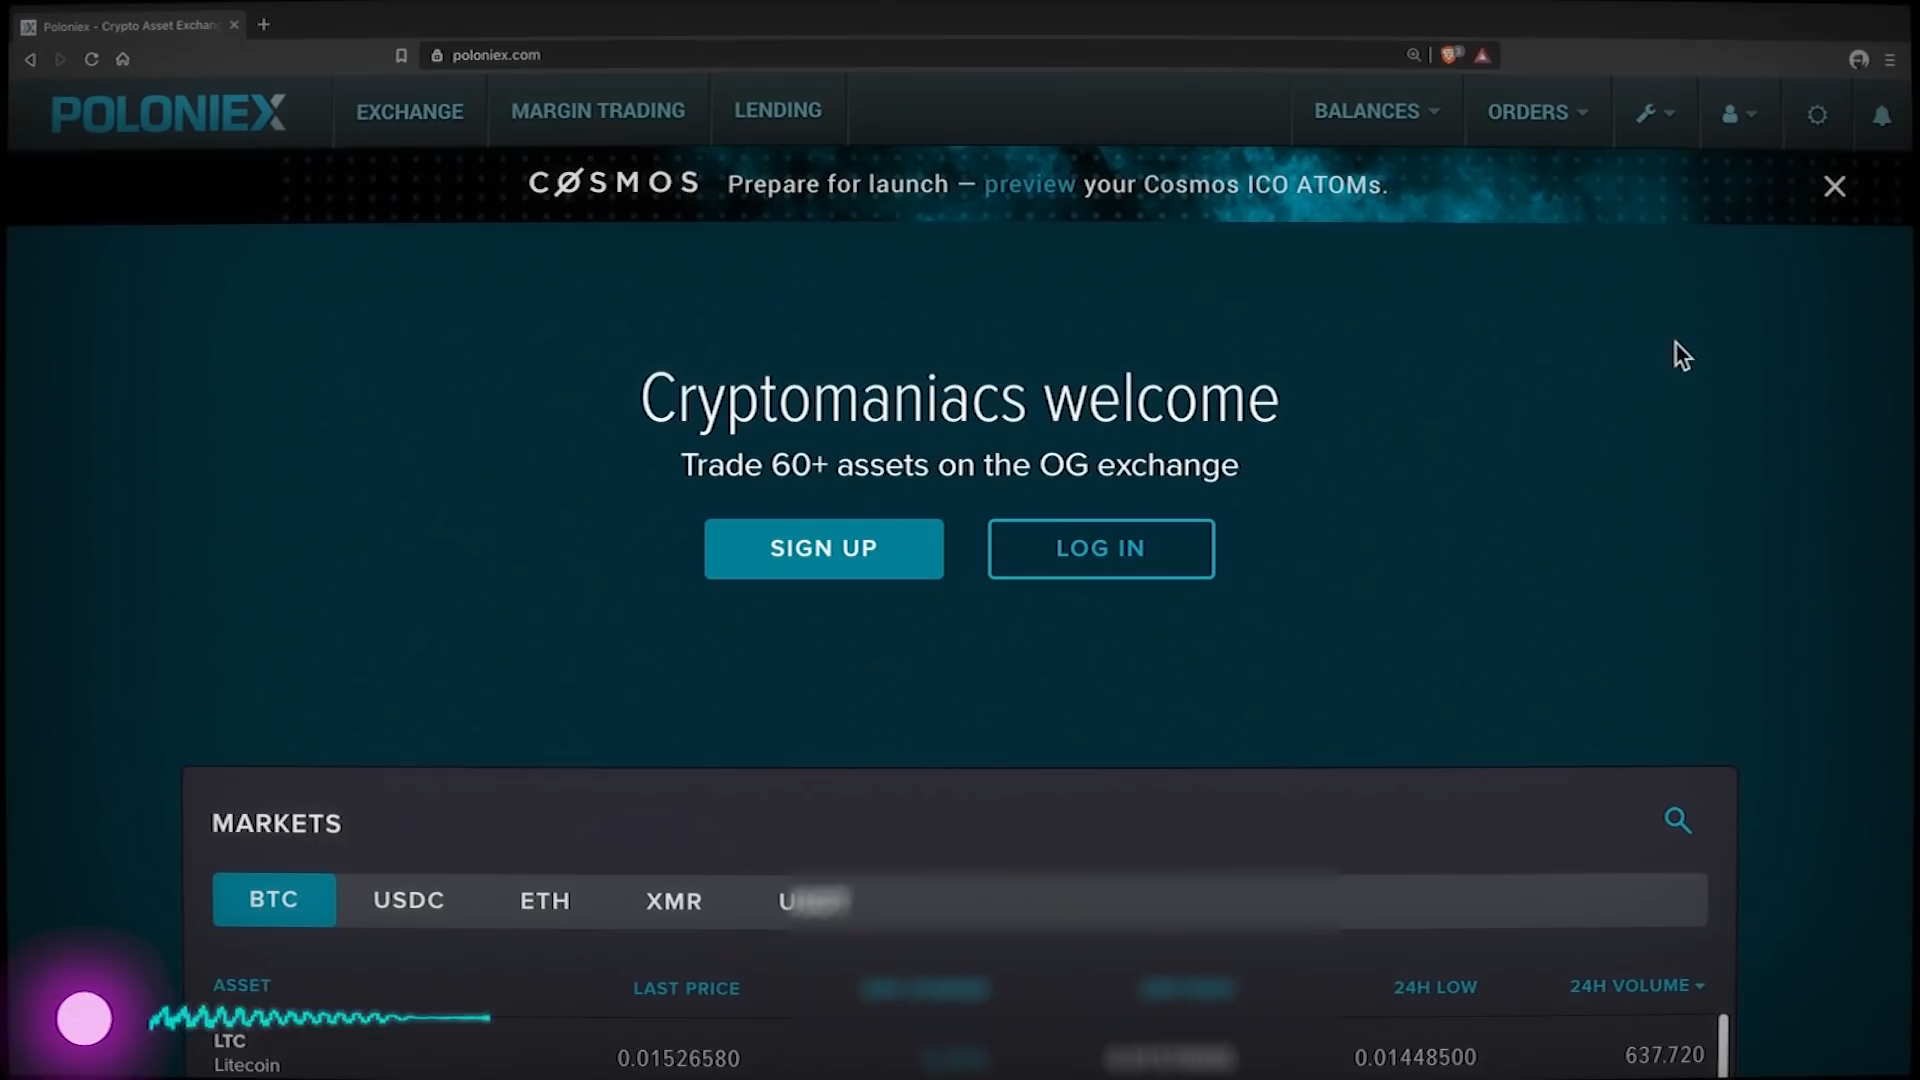 Poloniex - Crypto Asset Exchan
poloniex.com
POLONIEX
EXCHANGE
MARGIN TRADING
LENDING
BALANCES
ORDERS
COSMOS Prepare for launch — preview your Cosmos ICO ATOMs.
Cryptomaniacs welcome
Trade 60+ assets on the OG exchange
SIGN UP
LOG IN
MARKETS
BTC
USDC
ETH
XMR
ASSET
LAST PRICE
24H LOW
24H VOLUME
LTC
Litecoin
0.01526580
0.01448500
637.720